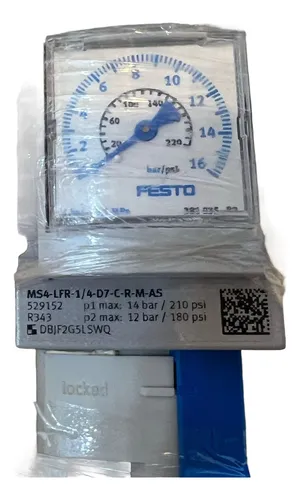 6 8 10
4 100 140 12
60
2 20 220 14
16
bar/psi
FESTO
MS4-LFR-1/4-D7-C-R-M-AS
529152 p1 max: 14 bar / 210 psi
R343 p2 max: 12 bar / 180 psi
DBJF2G5LSWQ
locked